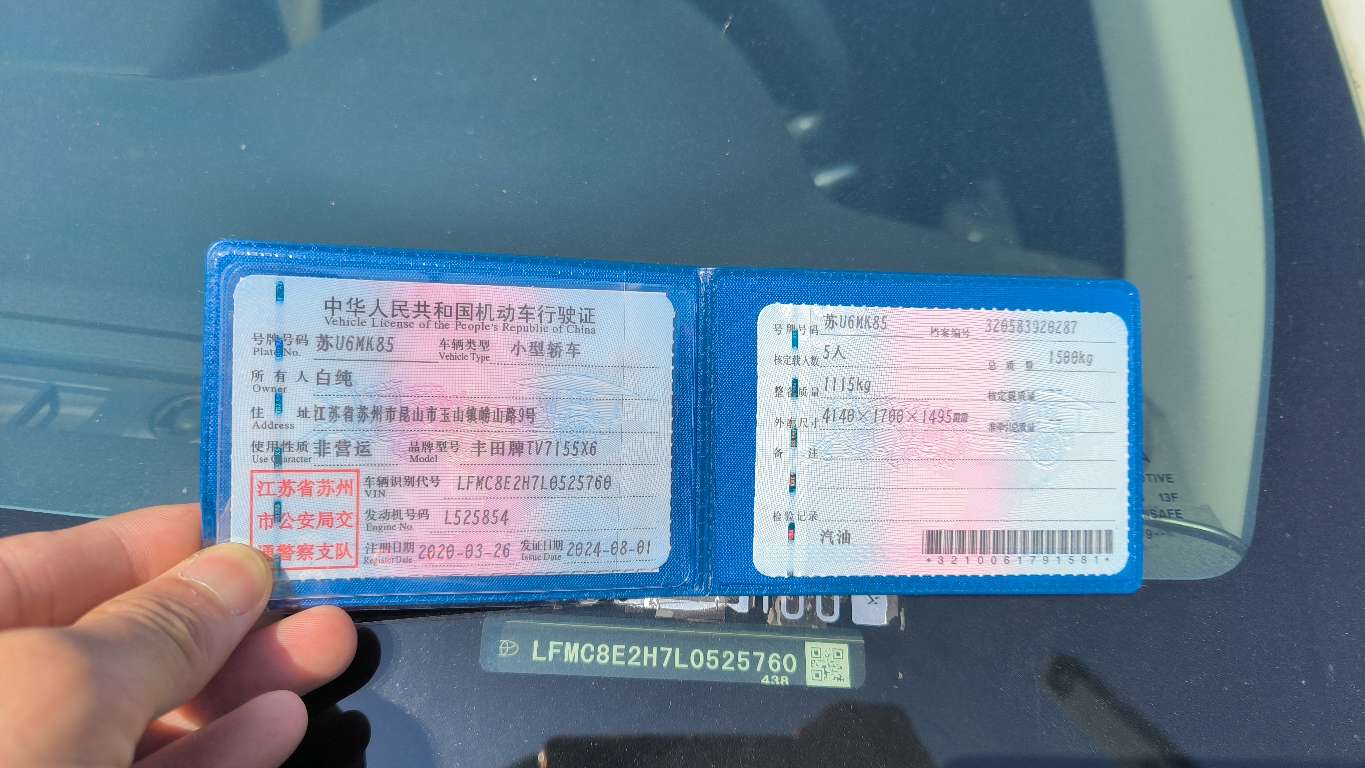 中华人民共和国机动车行驶证
Vehicle License of the People's Republic of China
号牌号码 苏U6MK85 车辆类型 小型轿车
Plate No. Vehicle Type
所有人 白纯
Owner
住址 江苏省苏州市昆山市玉山镇崂山路9号
Address
使用性质 非营运 品牌型号 丰田牌TV7155X6
Use Character Model
江苏省苏州
市公安局交
通警察支队
车辆识别代号 LFMC8E2H7L0525760
VIN
发动机号码 L525854
Engine No.
注册日期 2020-03-26 发证日期 2024-08-01
Register Date Issue Date
号牌号码 苏U6MK85 档案编号 320583920287
核定载人数 5人 总质量 1580kg
整备质量 1115kg 核定载质量 --
外廓尺寸 4140×1700×1495mm 准牵引总质量 --
备注
检验记录
汽油
*3210061791581*
LFMC8E2H7L0525760
438
13F